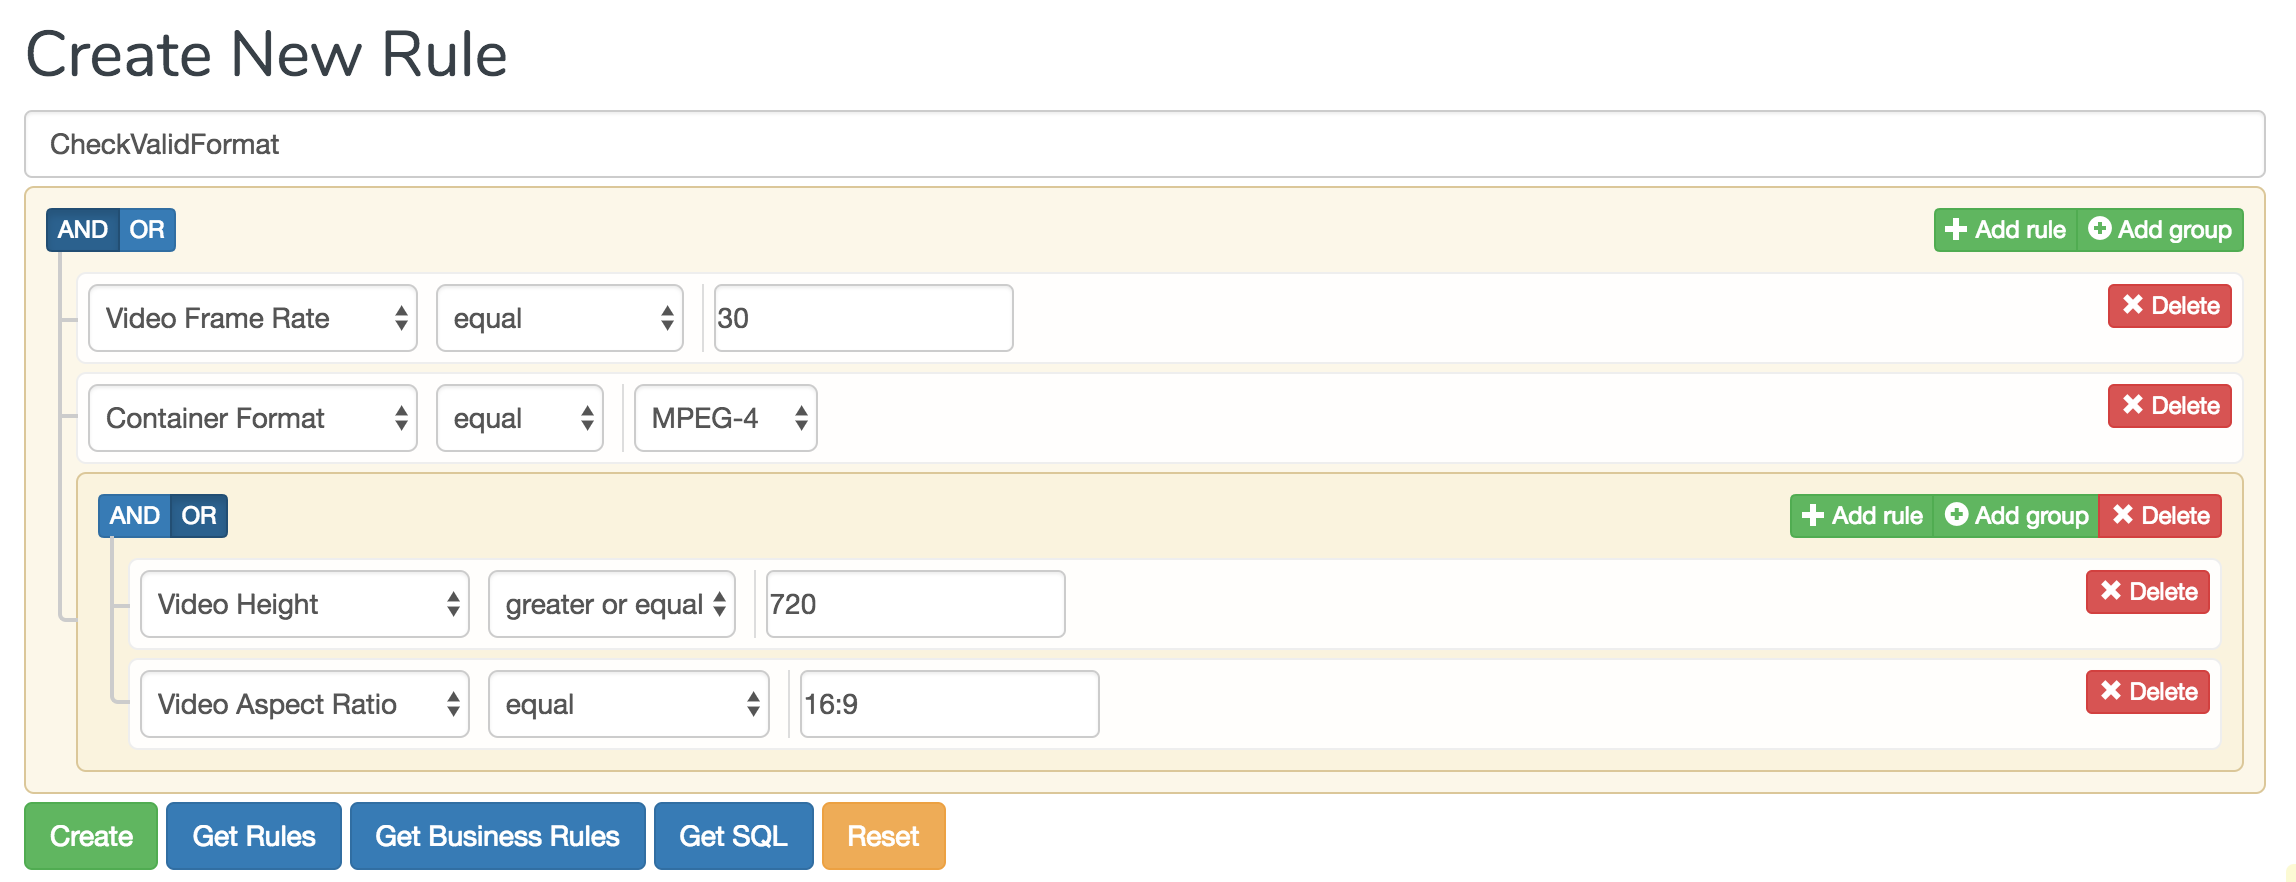 Create New Rule
CheckValidFormat
AND OR Add rule Add group
Video Frame Rate equal 30 Delete
Container Format equal MPEG-4 Delete
AND OR Add rule Add group Delete
Video Height greater or equal 720 Delete
Video Aspect Ratio equal 16:9 Delete
Create Get Rules Get Business Rules Get SQL Reset